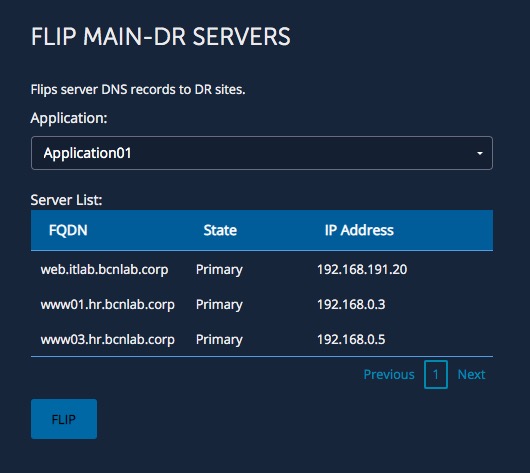 FLIP MAIN-DR SERVERS
Flips server DNS records to DR sites.
Application:
Application01
Server List:
FQDN State IP Address
web.itlab.bcnlab.corp Primary 192.168.191.20
www01.hr.bcnlab.corp Primary 192.168.0.3
www03.hr.bcnlab.corp Primary 192.168.0.5
Previous 1 Next
FLIP